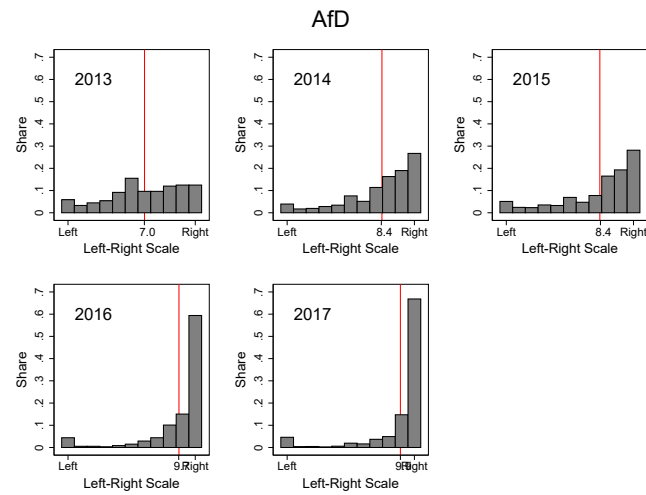 AfD
2013
Share
0 .1 .2 .3 .4 .5 .6 .7
Left 7.0 Right
Left-Right Scale
2014
Share
0 .1 .2 .3 .4 .5 .6 .7
Left 8.4 Right
Left-Right Scale
2015
Share
0 .1 .2 .3 .4 .5 .6 .7
Left 8.4 Right
Left-Right Scale
2016
Share
0 .1 .2 .3 .4 .5 .6 .7
Left Right
Left-Right Scale
2017
Share
0 .1 .2 .3 .4 .5 .6 .7
Left Right
Left-Right Scale